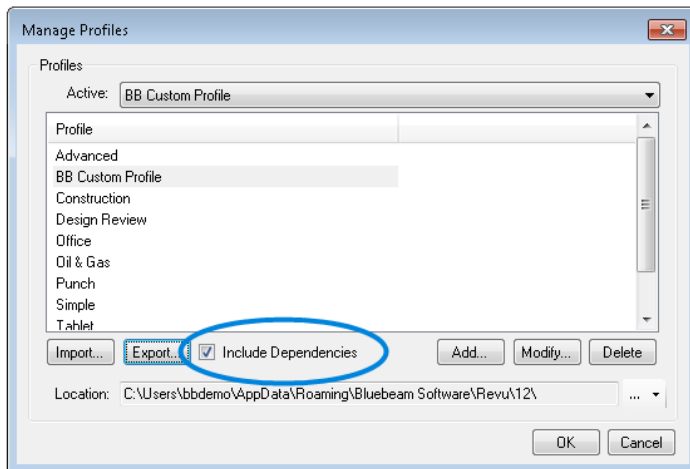 Manage Profiles
Profiles
Active: BB Custom Profile
Profile
Advanced
BB Custom Profile
Construction
Design Review
Office
Oil & Gas
Punch
Simple
Tablet
Import... Export... Include Dependencies Add... Modify... Delete
Location: C:\Users\bbdemo\AppData\Roaming\Bluebeam Software\Revu\12\ ...
OK Cancel